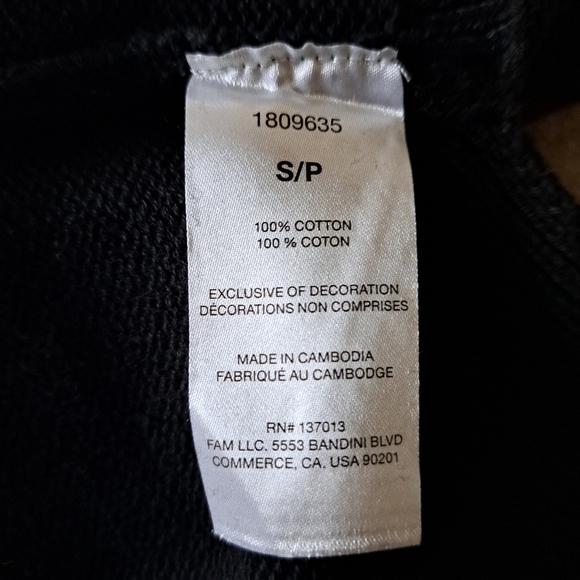 1809635
S/P
100% COTTON
100 % COTON
EXCLUSIVE OF DECORATION
DÉCORATIONS NON COMPRISES
MADE IN CAMBODIA
FABRIQUÉ AU CAMBODGE
RN# 137013
FAM LLC. 5553 BANDINI BLVD
COMMERCE, CA. USA 90201